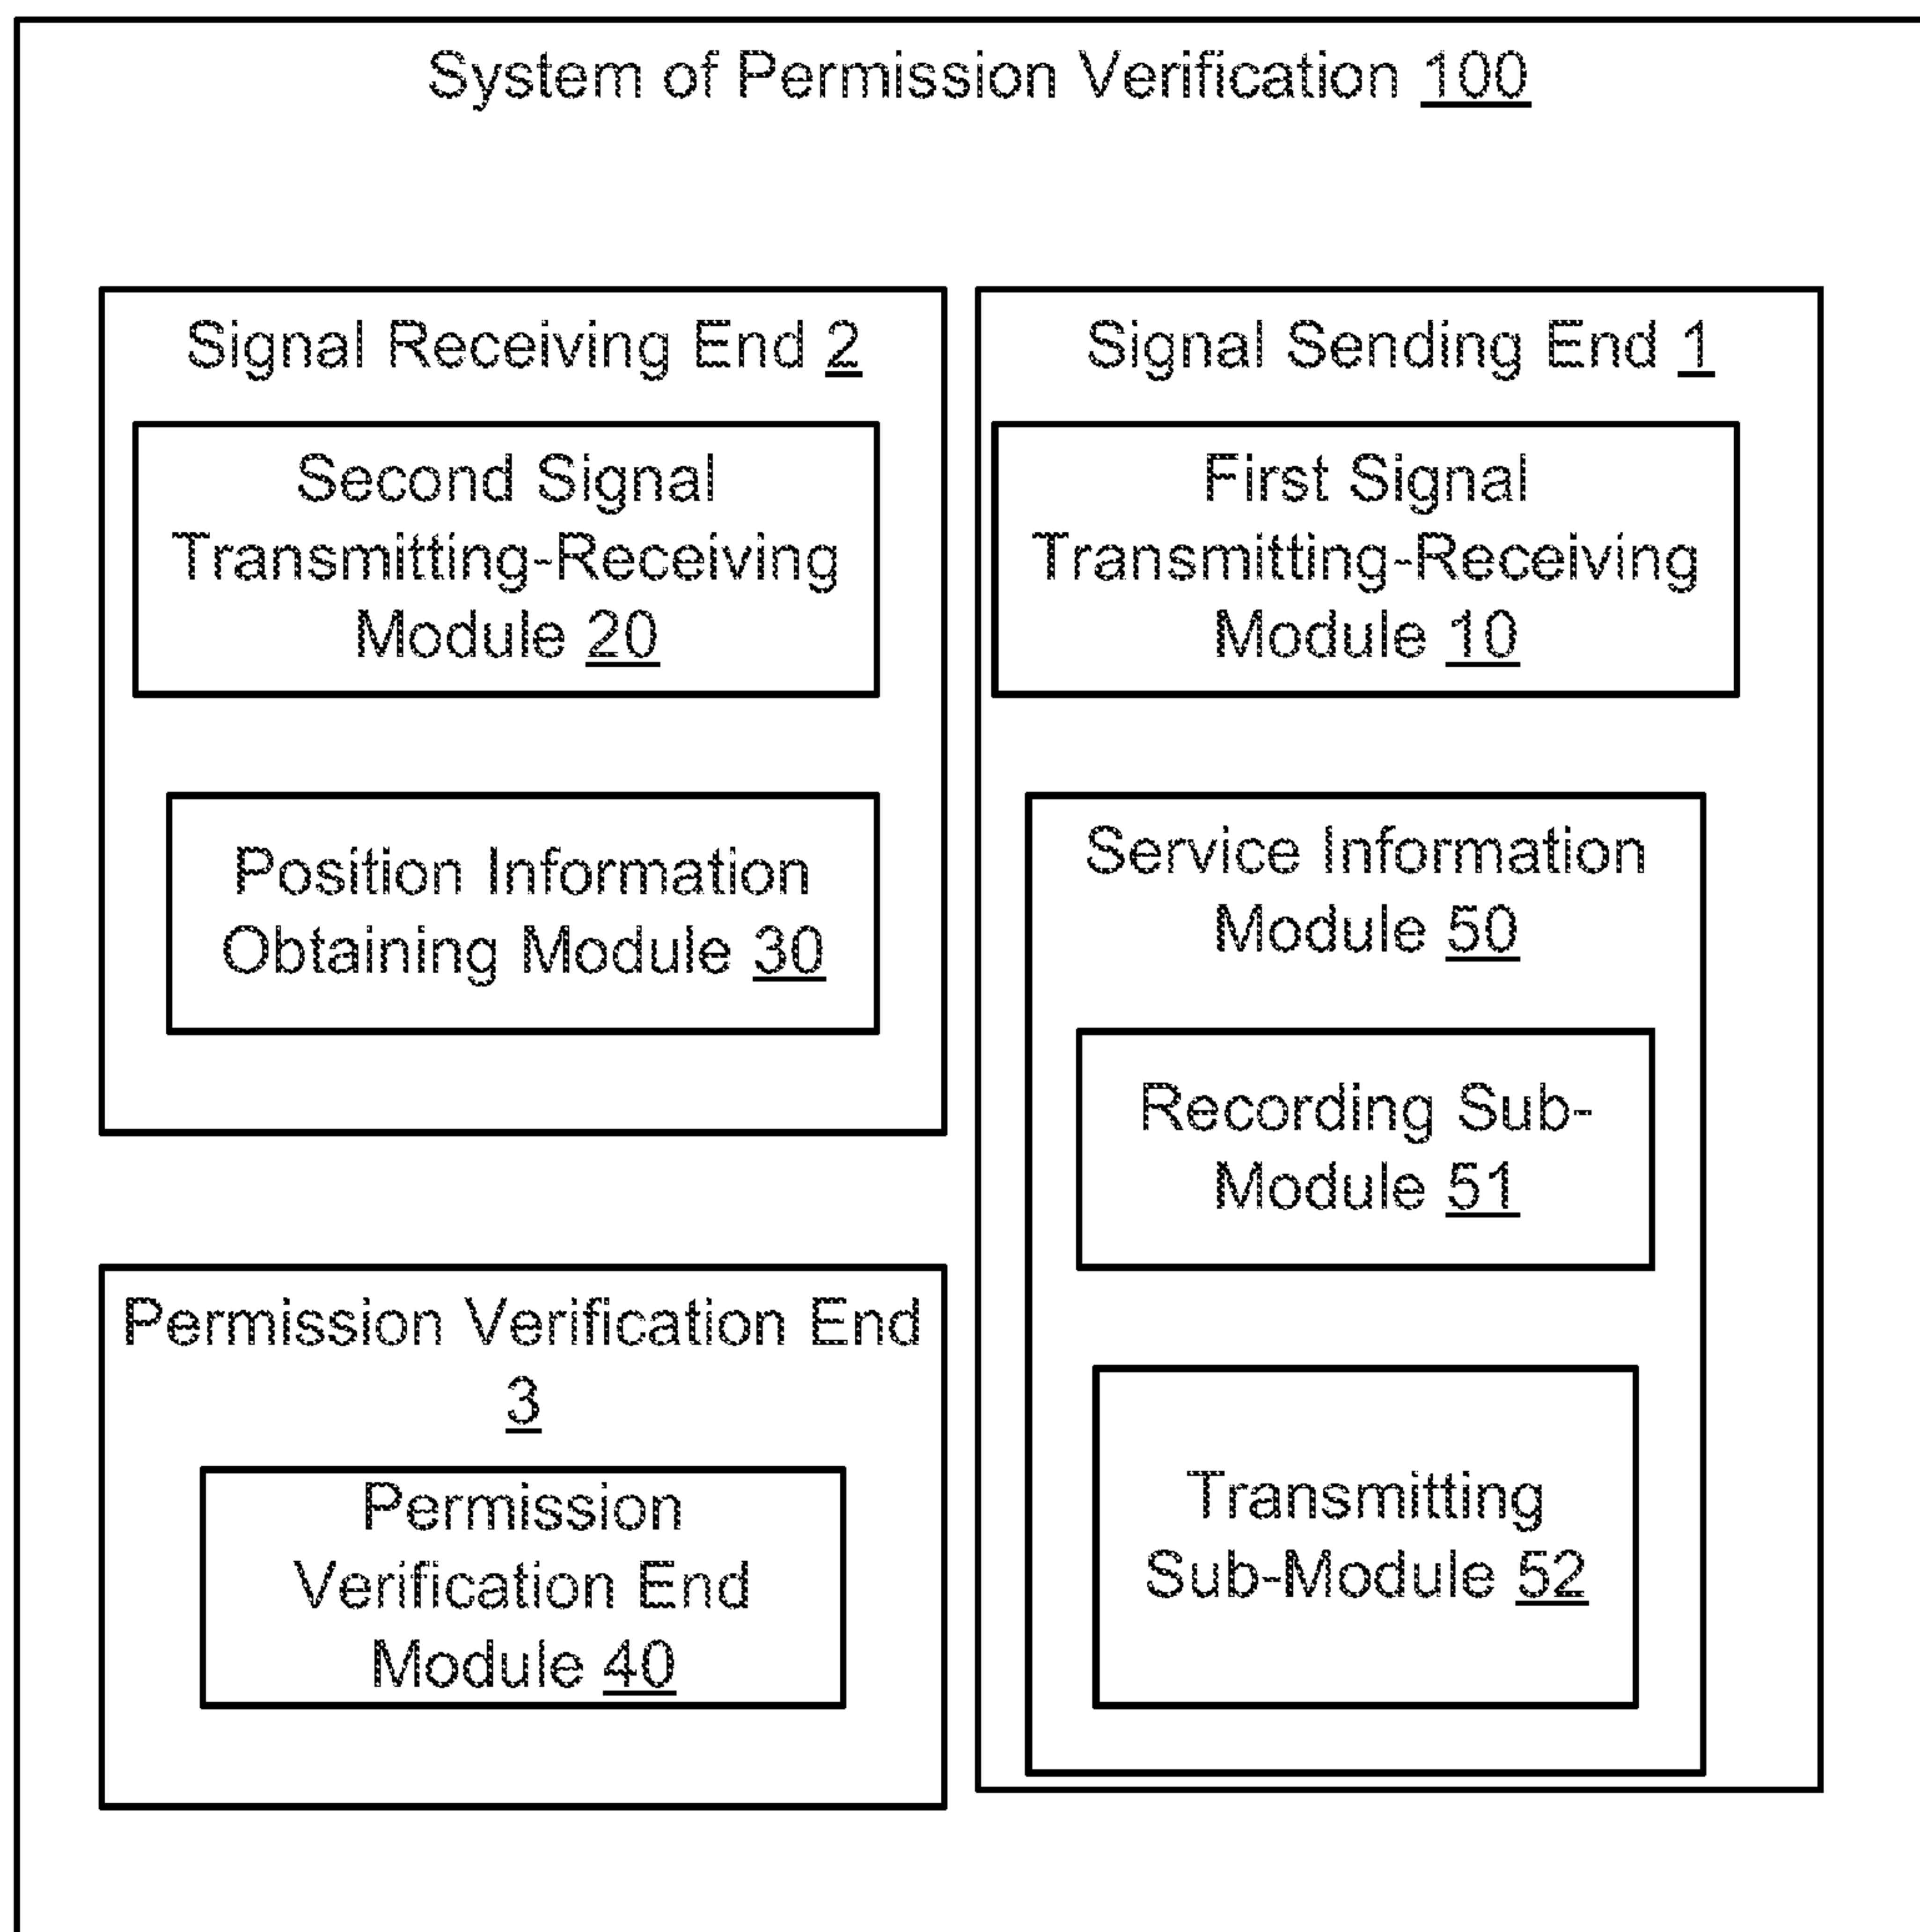 System of Permission Verification 100
Signal Receiving End 2
Second Signal
Transmitting-Receiving
Module 20
Position Information
Obtaining Module 30
Permission Verification End
3
Permission
Verification End
Module 40
Signal Sending End 1
First Signal
Transmitting-Receiving
Module 10
Service Information
Module 50
Recording Sub-
Module 51
Transmitting
Sub-Module 52